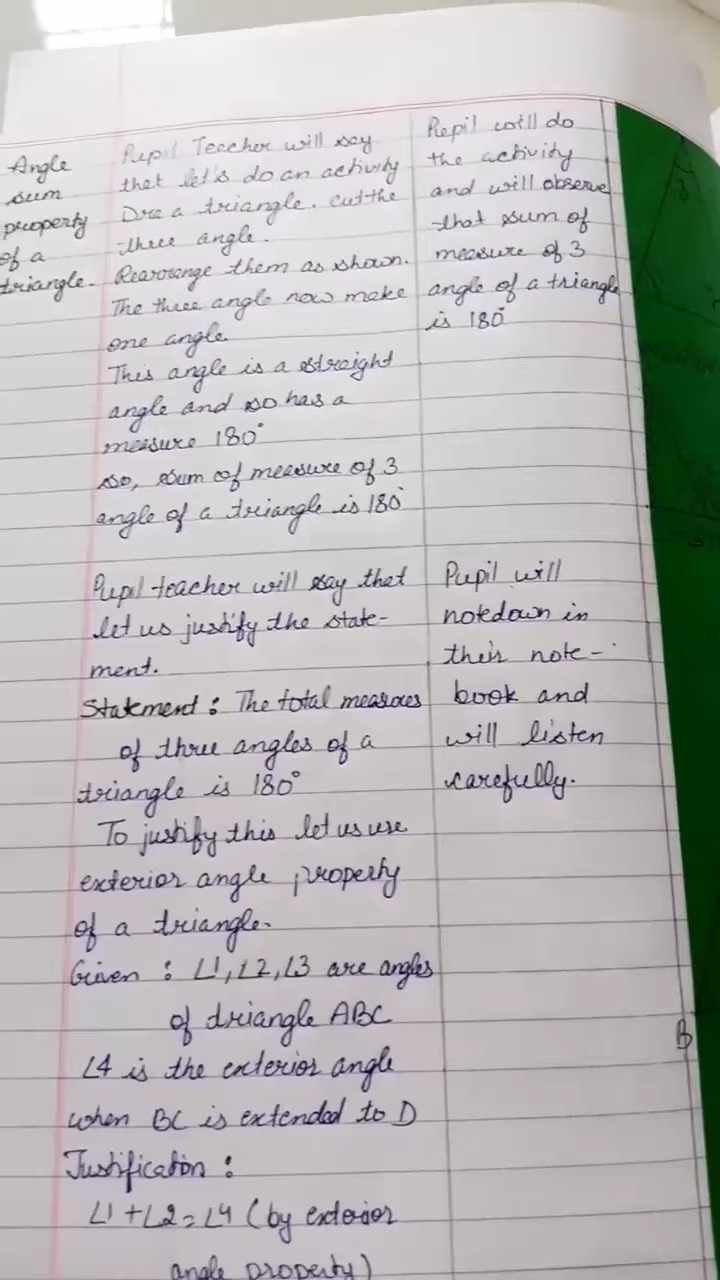 Angle
sum
property
of a
triangle.
Pupil Teacher will say
that let's do an activity
Dra a triangle. cut the
three angle.
Rearrange them as shown.
The three angle now make
one angle.
This angle is a straight
angle and so has a
measure 180°
so, sum of measure of 3
angle of a triangle is 180°
Pupil will do
the activity
and will observe
that sum of
measure of 3
angle of a triangle
is 180°
Pupil teacher will say that
let us justify the state-
ment.
Statement : The total measures
of three angles of a
triangle is 180°
To justify this let us use
exterior angle property
of a triangle.
Given : ∠1, ∠2, ∠3 are angles
of triangle ABC
∠4 is the exterior angle
when BC is extended to D
Justification :
∠1 + ∠2 = ∠4 (by exterior
angle property)
Pupil will
notedown in
their note-
book and
will listen
carefully.
3
B